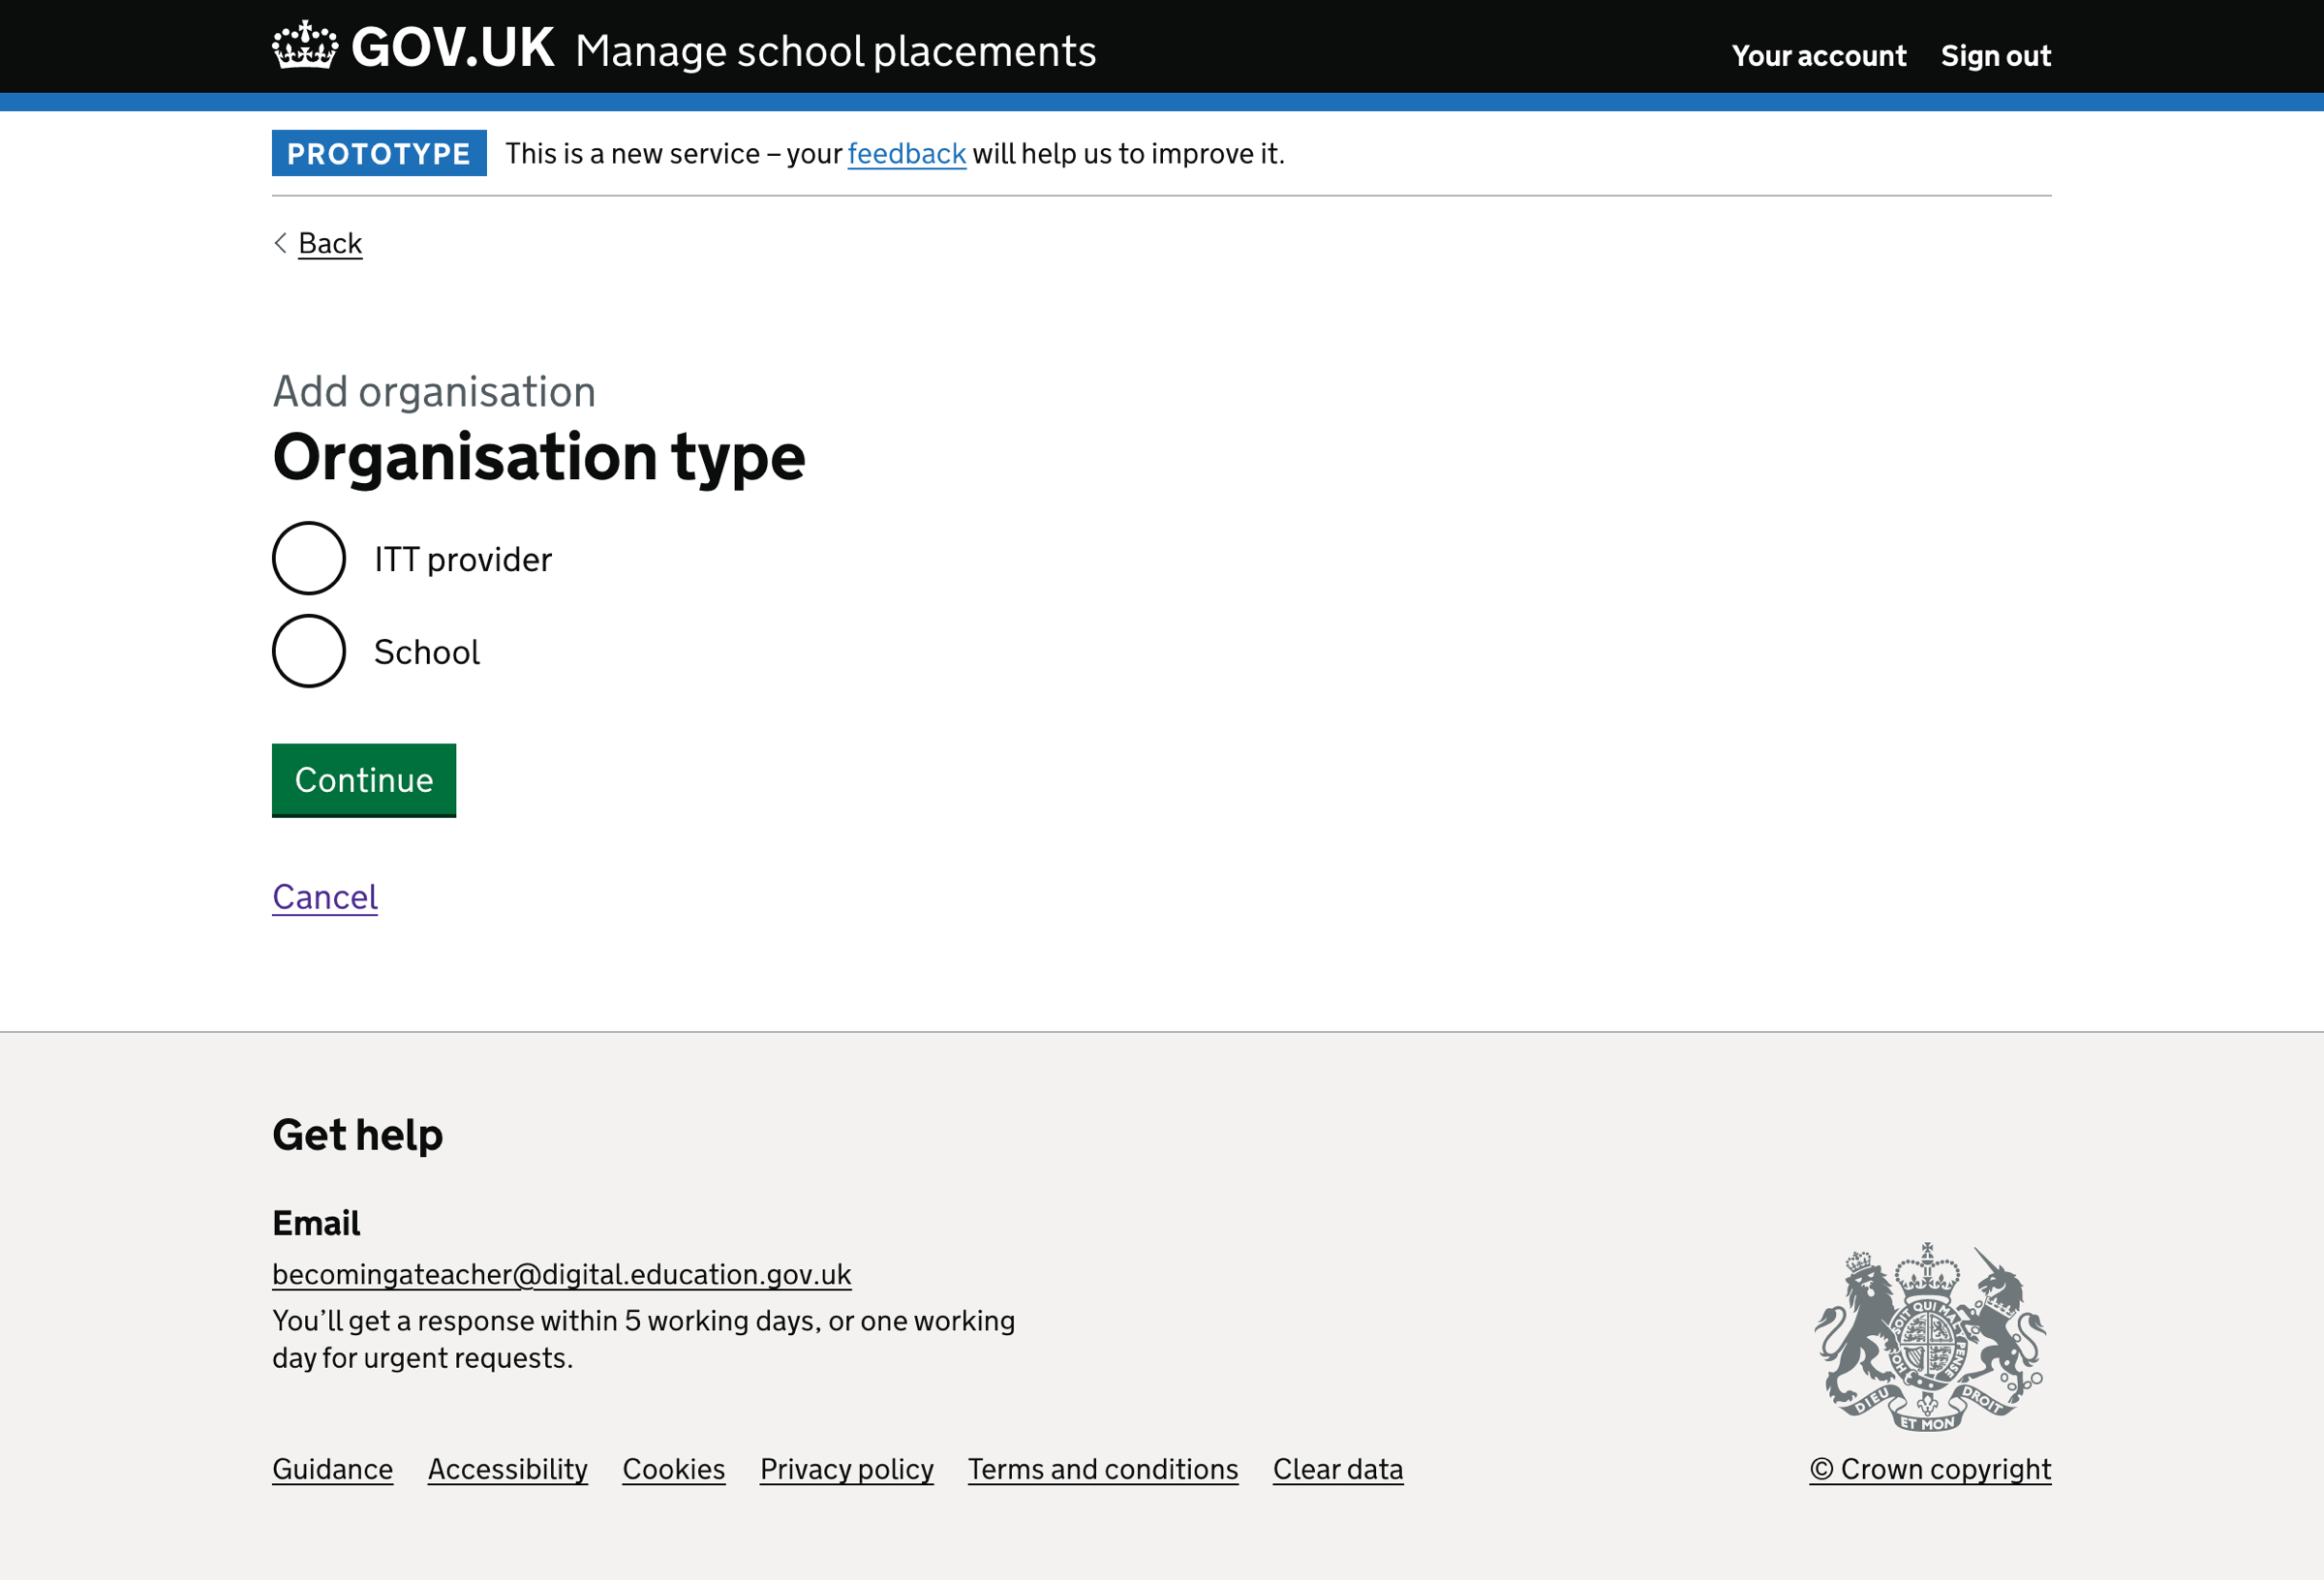 GOV.UK Manage school placements
Your account Sign out
PROTOTYPE This is a new service – your feedback will help us to improve it.
Back
Add organisation
Organisation type
ITT provider
School
Continue
Cancel
Get help
Email
becomingateacher@digital.education.gov.uk
You’ll get a response within 5 working days, or one working
day for urgent requests.
SOIT QUI MAL
PENSE
HO
DIEU
ET MON
DROIT
Guidance Accessibility Cookies Privacy policy Terms and conditions Clear data
© Crown copyright